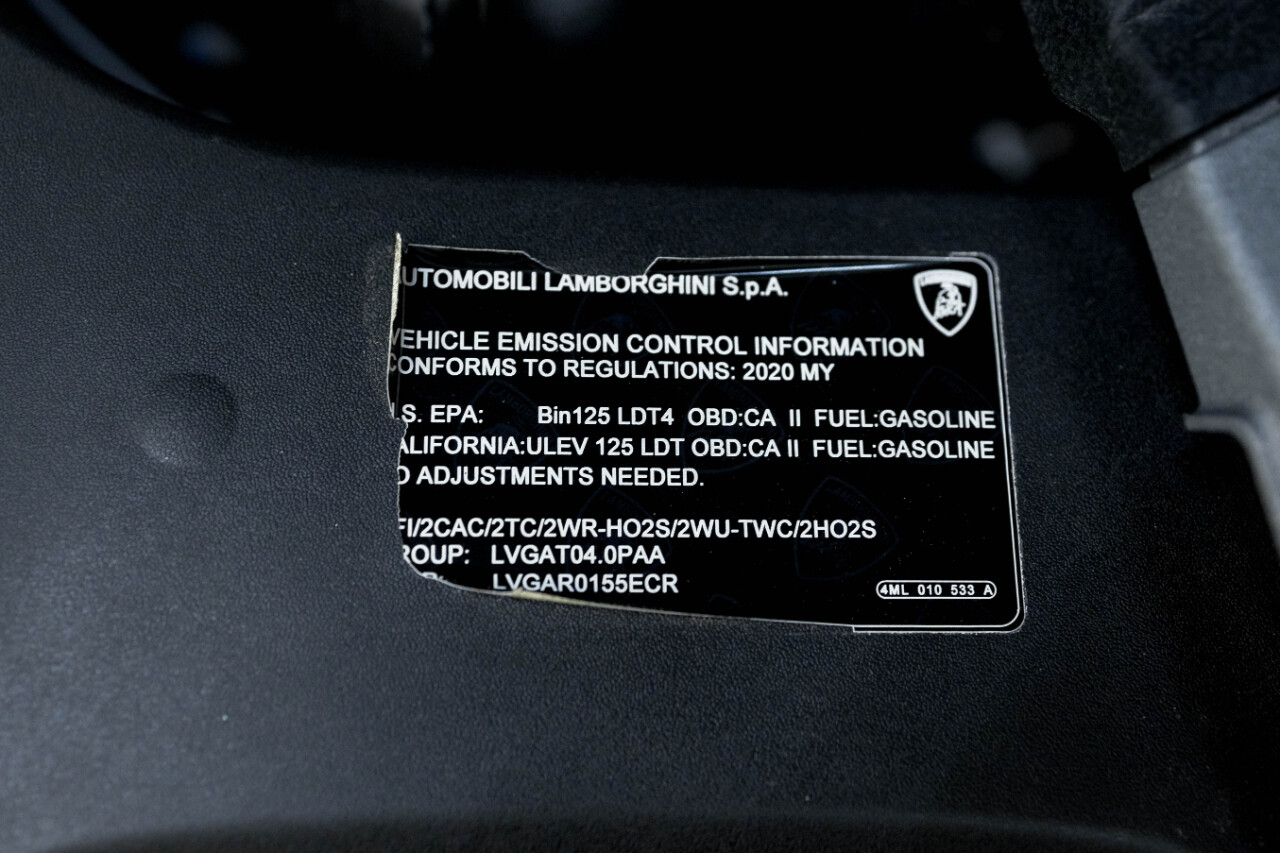 UTOMOBILI LAMBORGHINI S.p.A.
VEHICLE EMISSION CONTROL INFORMATION
CONFORMS TO REGULATIONS: 2020 MY
.S. EPA: Bin125 LDT4 OBD:CA II FUEL:GASOLINE
ALIFORNIA:ULEV 125 LDT OBD:CA II FUEL:GASOLINE
O ADJUSTMENTS NEEDED.
FI/2CAC/2TC/2WR-HO2S/2WU-TWC/2HO2S
ROUP: LVGAT04.0PAA
LVGAR0155ECR
4ML 010 533 A